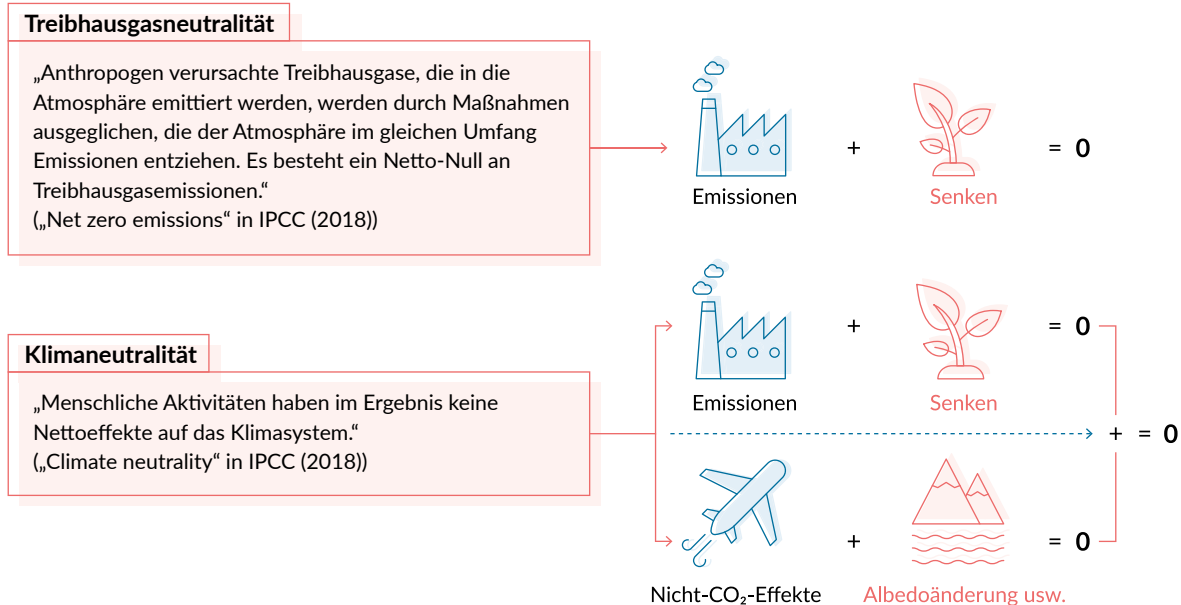 Treibhausgasneutralität
„Anthropogen verursachte Treibhausgase, die in die
Atmosphäre emittiert werden, werden durch Maßnahmen
ausgeglichen, die der Atmosphäre im gleichen Umfang
Emissionen entziehen. Es besteht ein Netto-Null an
Treibhausgasemissionen.“
(„Net zero emissions“ in IPCC (2018))
+ = 0
Emissionen Senken
Klimaneutralität
„Menschliche Aktivitäten haben im Ergebnis keine
Nettoeffekte auf das Klimasystem.“
(„Climate neutrality“ in IPCC (2018))
+ = 0
Emissionen Senken
+ = 0
+ = 0
Nicht-CO₂-Effekte Albedoänderung usw.